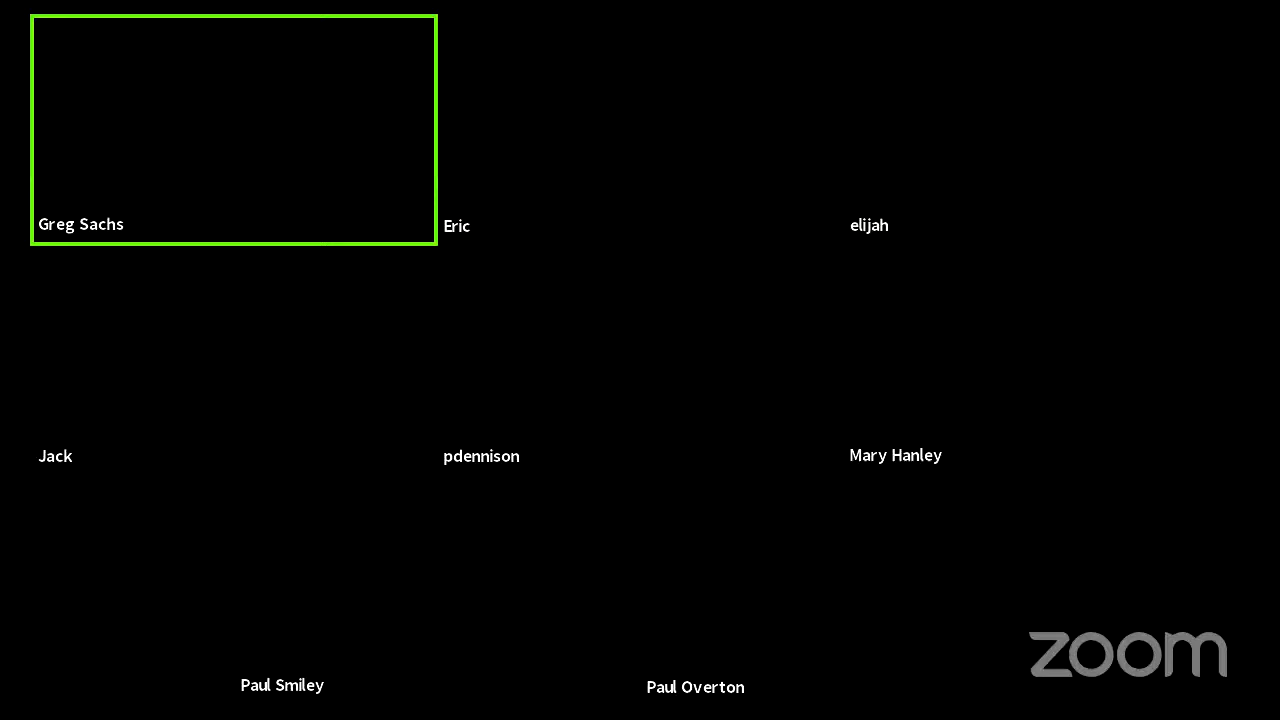 Greg Sachs
Eric
elijah
Jack
pdennison
Mary Hanley
Paul Smiley
Paul Overton
zoom